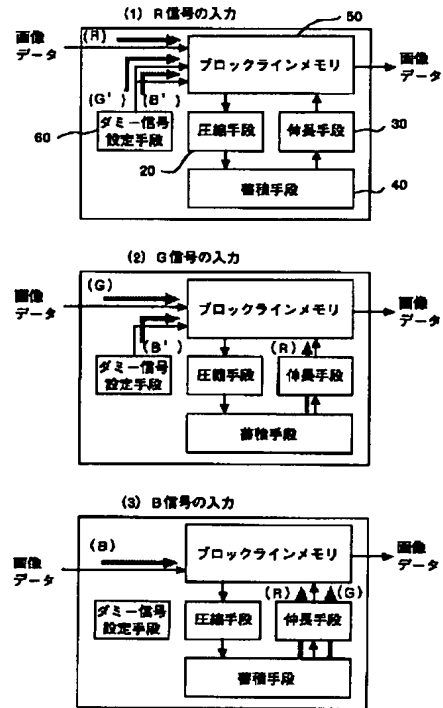 (1) R信号の入力
50
画像
データ
(R)
ブロックラインメモリ
画像
データ
(G')
(B')
60
ダミー信号
設定手段
圧縮手段
伸長手段
30
20
蓄積手段
40
(2) G信号の入力
画像
データ
(G)
ブロックラインメモリ
画像
データ
(B')
(R)
ダミー信号
設定手段
圧縮手段
伸長手段
蓄積手段
(3) B信号の入力
画像
データ
(B)
ブロックラインメモリ
画像
データ
(R)
(G)
ダミー信号
設定手段
圧縮手段
伸長手段
蓄積手段